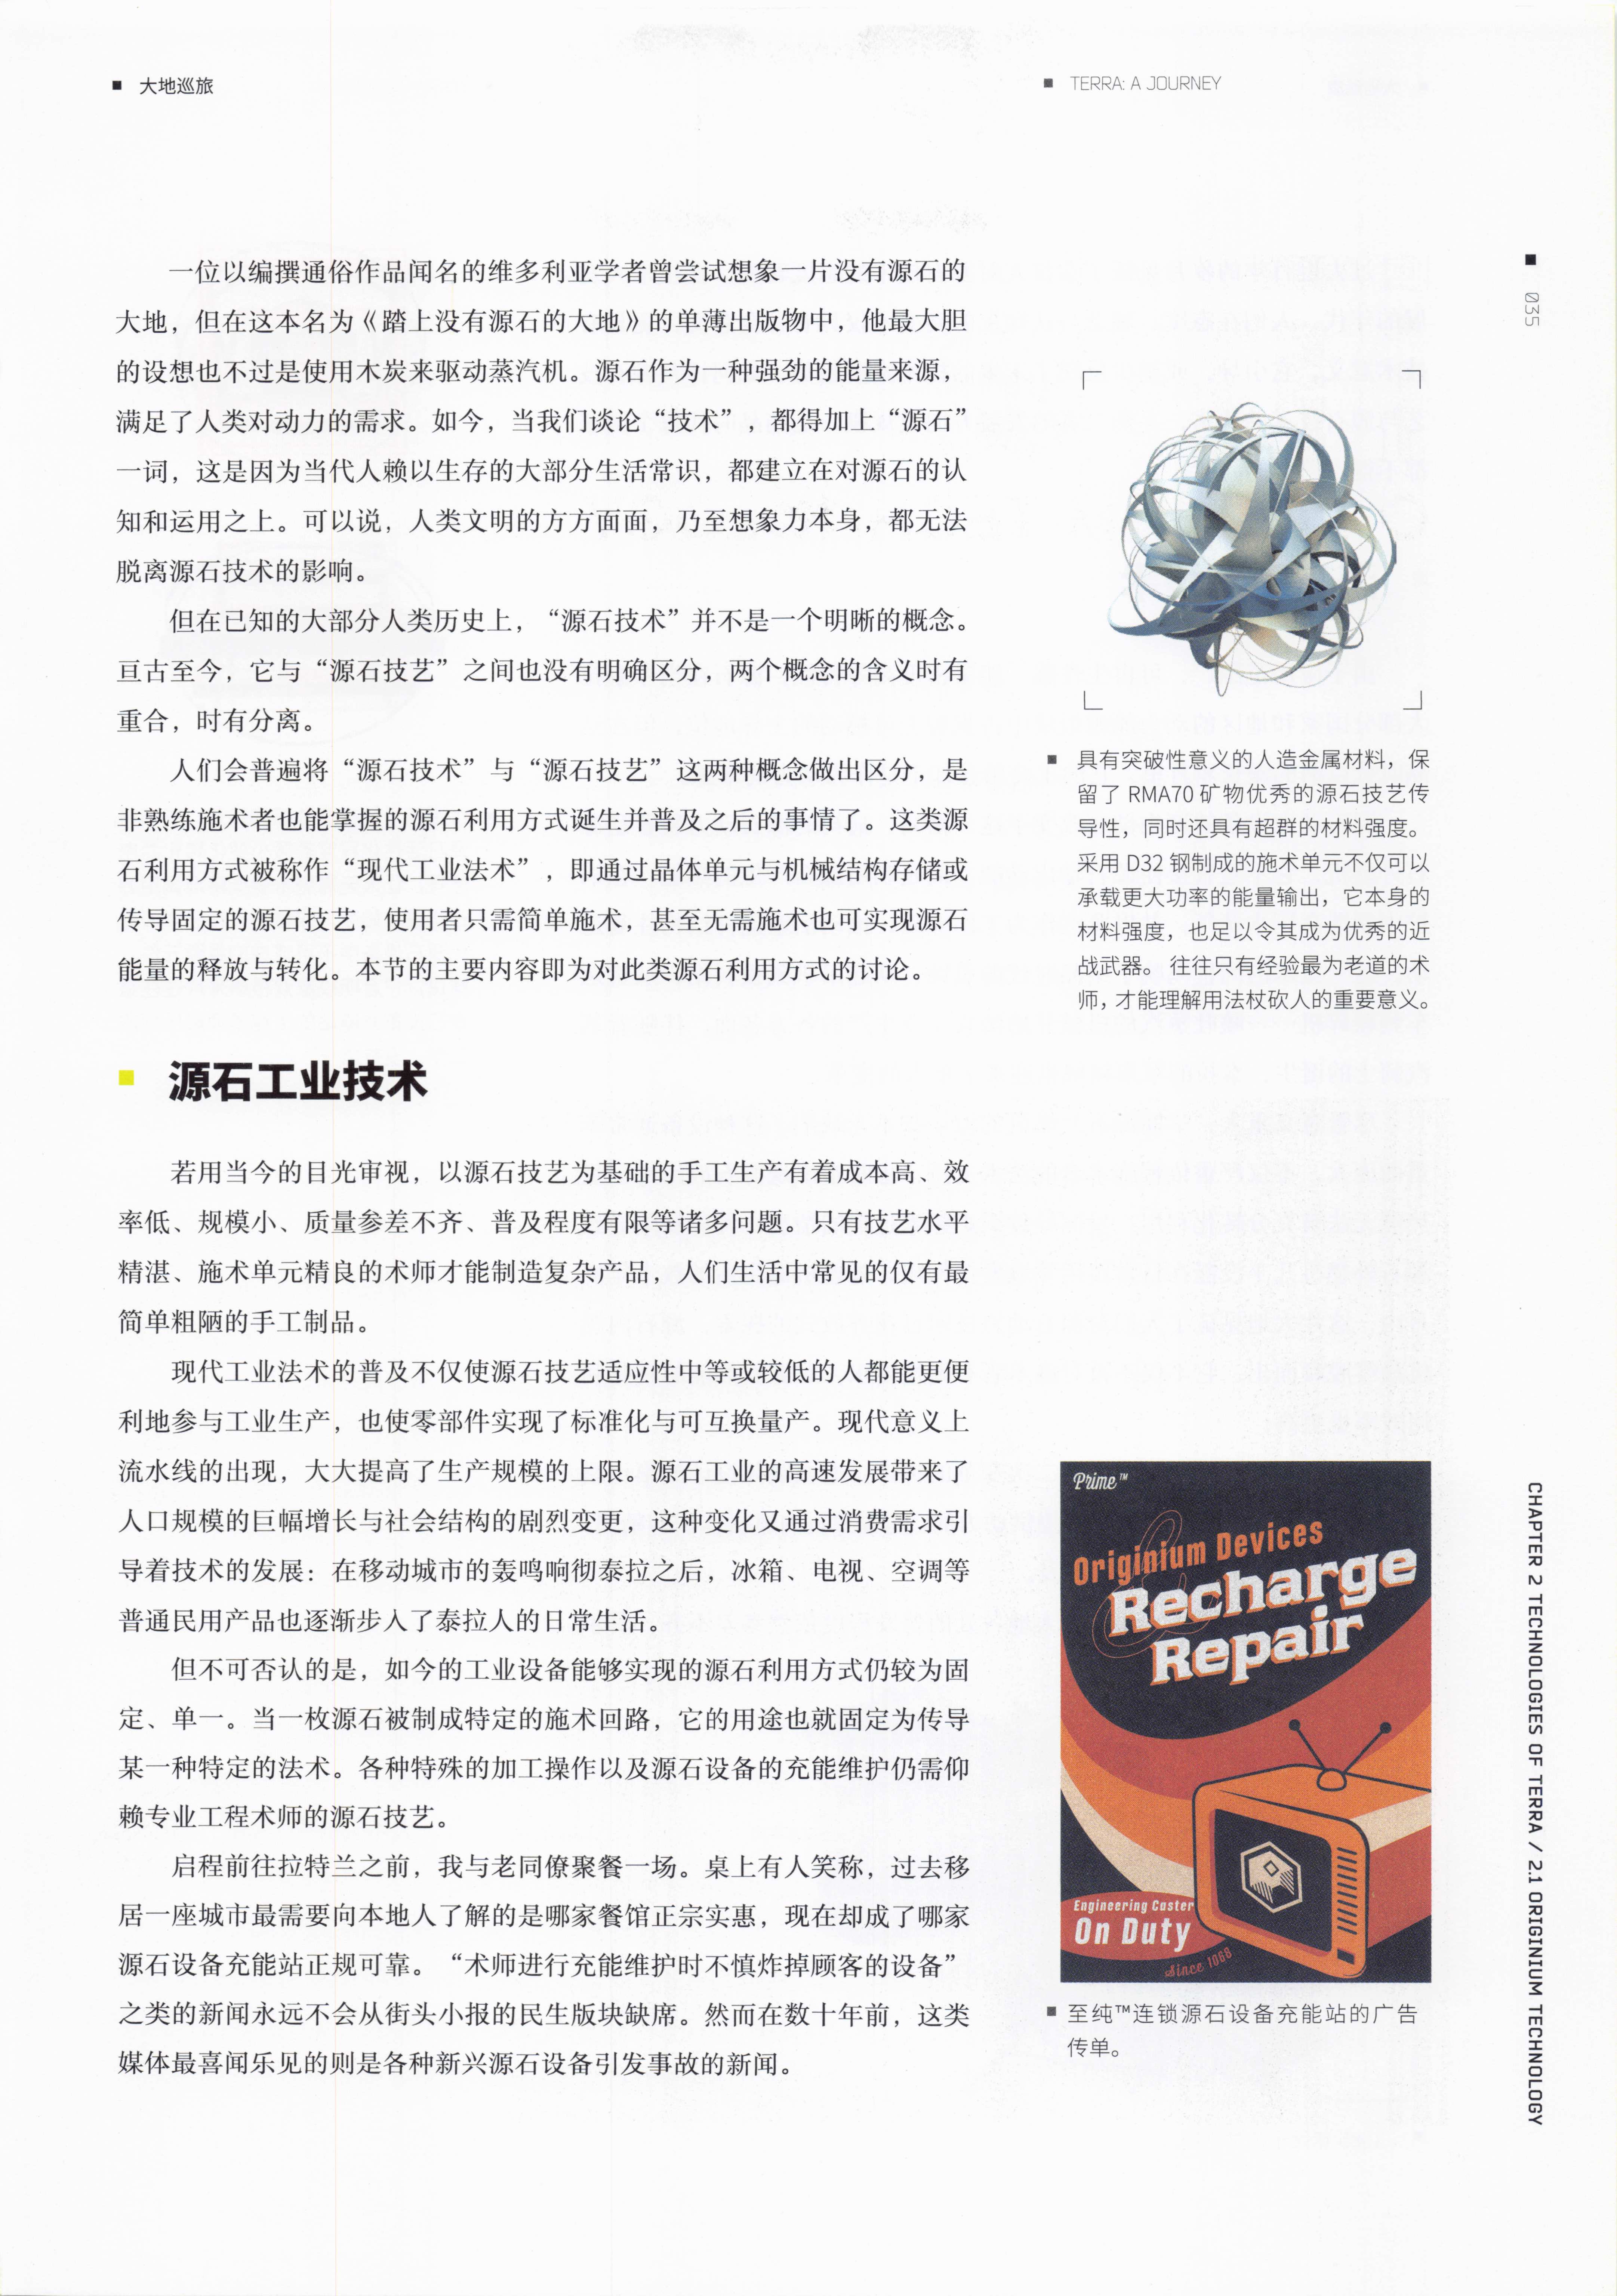 大地巡旅
TERRA: A JOURNEY
035
一位以编撰通俗作品闻名的维多利亚学者曾尝试想象一片没有源石的
大地，但在这本名为《踏上没有源石的大地》的单薄出版物中，他最大胆
的设想也不过是使用木炭来驱动蒸汽机。源石作为一种强劲的能量来源，
满足了人类对动力的需求。如今，当我们谈论“技术”，都得加上“源石”
一词，这是因为当代人赖以生存的大部分生活常识，都建立在对源石的认
知和运用之上。可以说，人类文明的方方面面，乃至想象力本身，都无法
脱离源石技术的影响。
但在已知的大部分人类历史上，“源石技术”并不是一个明晰的概念。
亘古至今，它与“源石技艺”之间也没有明确区分，两个概念的含义时有
重合，时有分离。
人们会普遍将“源石技术”与“源石技艺”这两种概念做出区分，是
非熟练施术者也能掌握的源石利用方式诞生并普及之后的事情了。这类源
石利用方式被称作“现代工业法术”，即通过晶体单元与机械结构存储或
传导固定的源石技艺，使用者只需简单施术，甚至无需施术也可实现源石
能量的释放与转化。本节的主要内容即为对此类源石利用方式的讨论。
具有突破性意义的人造金属材料，保
留了 RMA70 矿物优秀的源石技艺传
导性，同时还具有超群的材料强度。
采用 D32 钢制成的施术单元不仅可以
承载更大功率的能量输出，它本身的
材料强度，也足以令其成为优秀的近
战武器。 往往只有经验最为老道的术
师，才能理解用法杖砍人的重要意义。
源石工业技术
若用当今的目光审视，以源石技艺为基础的手工生产有着成本高、效
率低、规模小、质量参差不齐、普及程度有限等诸多问题。只有技艺水平
精湛、施术单元精良的术师才能制造复杂产品，人们生活中常见的仅有最
简单粗陋的手工制品。
现代工业法术的普及不仅使源石技艺适应性中等或较低的人都能更便
利地参与工业生产，也使零部件实现了标准化与可互换量产。现代意义上
流水线的出现，大大提高了生产规模的上限。源石工业的高速发展带来了
人口规模的巨幅增长与社会结构的剧烈变更，这种变化又通过消费需求引
导着技术的发展：在移动城市的轰鸣响彻泰拉之后，冰箱、电视、空调等
普通民用产品也逐渐步入了泰拉人的日常生活。
但不可否认的是，如今的工业设备能够实现的源石利用方式仍较为固
定、单一。当一枚源石被制成特定的施术回路，它的用途也就固定为传导
某一种特定的法术。各种特殊的加工操作以及源石设备的充能维护仍需仰
赖专业工程术师的源石技艺。
启程前往拉特兰之前，我与老同僚聚餐一场。桌上有人笑称，过去移
居一座城市最需要向本地人了解的是哪家餐馆正宗实惠，现在却成了哪家
源石设备充能站正规可靠。“术师进行充能维护时不慎炸掉顾客的设备”
之类的新闻永远不会从街头小报的民生版块缺席。然而在数十年前，这类
媒体最喜闻乐见的则是各种新兴源石设备引发事故的新闻。
Prime™
Originium Devices
Recharge
&
Repair
Engineering Caster
On Duty
Since 1068
至纯™连锁源石设备充能站的广告
传单。
CHAPTER 2 TECHNOLOGIES OF TERRA / 2.1 ORIGINIUM TECHNOLOGY